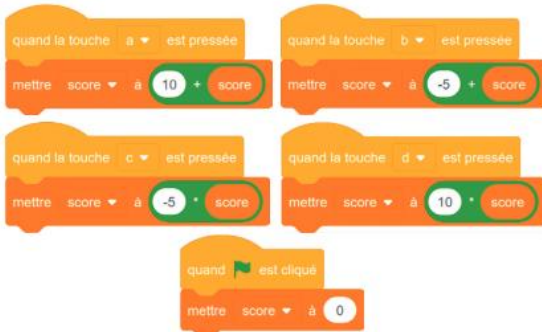 quand la touche a est pressée
mettre score à 10 + score
quand la touche b est pressée
mettre score à -5 + score
quand la touche c est pressée
mettre score à -5 * score
quand la touche d est pressée
mettre score à 10 * score
quand est cliqué
mettre score à 0